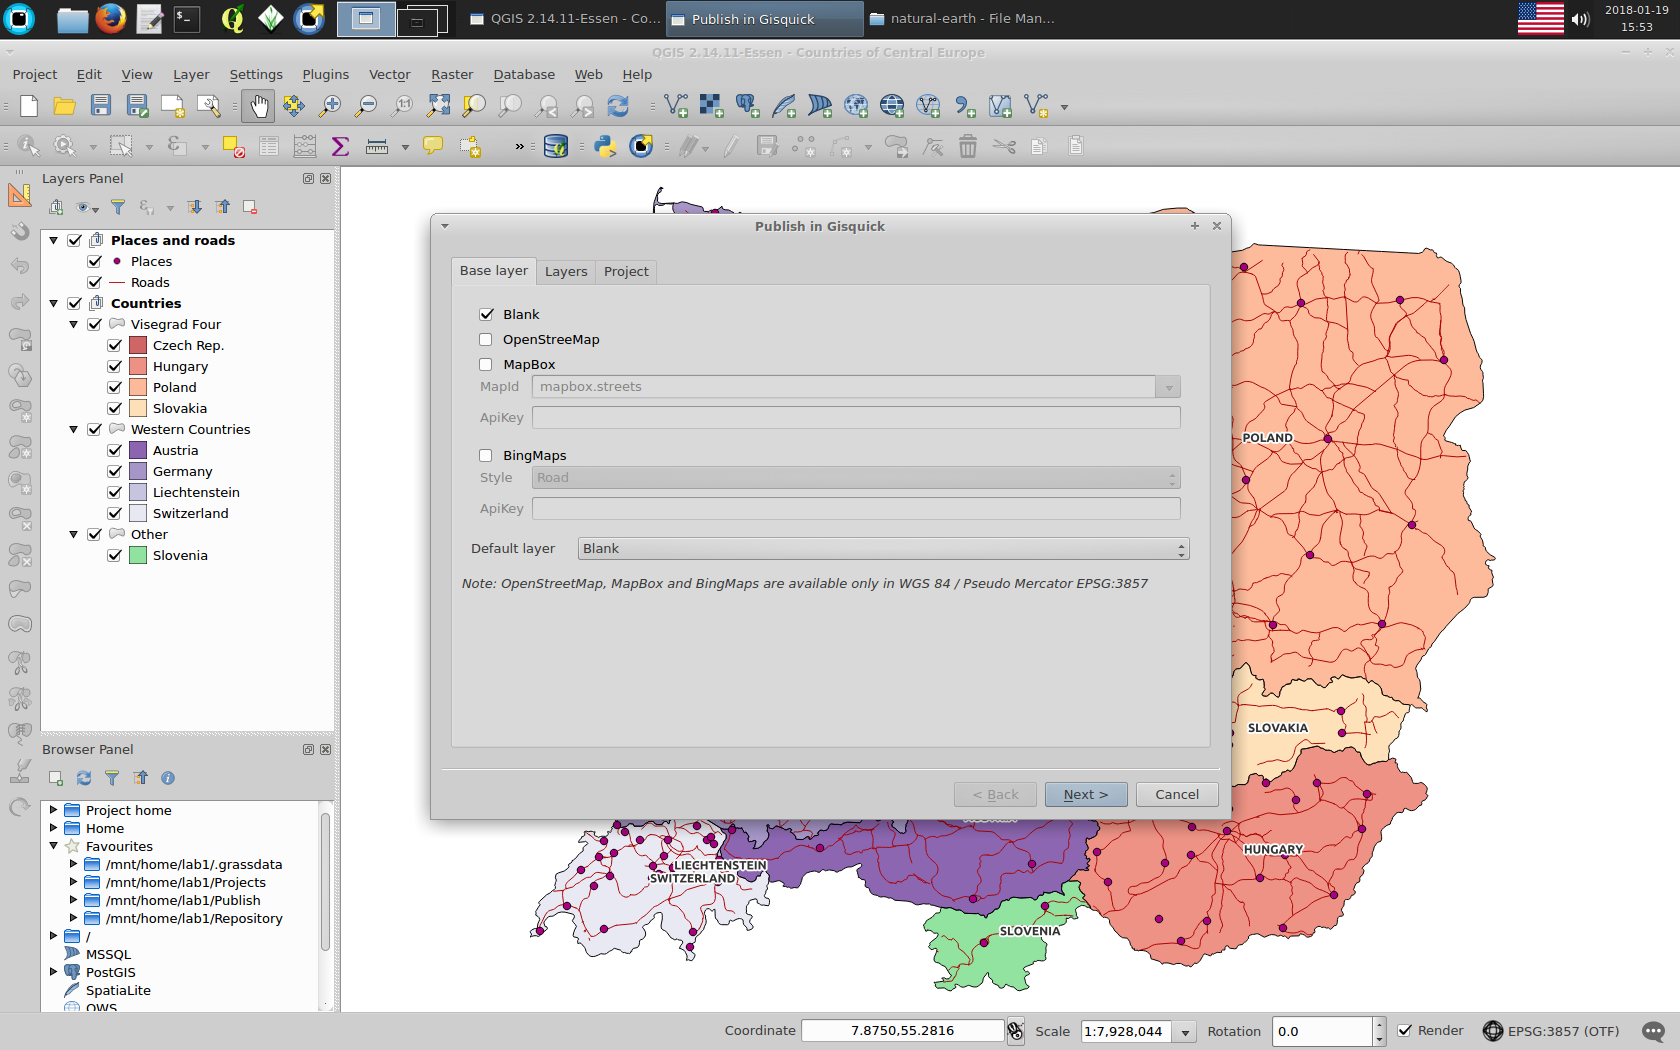 QGIS 2.14.11-Essen - Co...
Publish in Gisquick
natural-earth - File Man...
2018-01-19
15:53
QGIS 2.14.11-Essen - Countries of Central Europe
Project Edit View Layer Settings Plugins Vector Raster Database Web Help
1:1
Layers Panel
Places and roads
Places
Roads
Countries
Visegrad Four
Czech Rep.
Hungary
Poland
Slovakia
Western Countries
Austria
Germany
Liechtenstein
Switzerland
Other
Slovenia
Browser Panel
Project home
Home
Favourites
/mnt/home/lab1/.grassdata
/mnt/home/lab1/Projects
/mnt/home/lab1/Publish
/mnt/home/lab1/Repository
/
MSSQL
PostGIS
SpatiaLite
OWS
Publish in Gisquick
Base layer Layers Project
Blank
OpenStreeMap
MapBox
MapId mapbox.streets
ApiKey
BingMaps
Style Road
ApiKey
Default layer Blank
Note: OpenStreetMap, MapBox and BingMaps are available only in WGS 84 / Pseudo Mercator EPSG:3857
< Back Next > Cancel
POLAND
SLOVAKIA
HUNGARY
LIECHTENSTEIN
SWITZERLAND
SLOVENIA
Coordinate 7.8750,55.2816 Scale 1:7,928,044 Rotation 0.0 Render EPSG:3857 (OTF)